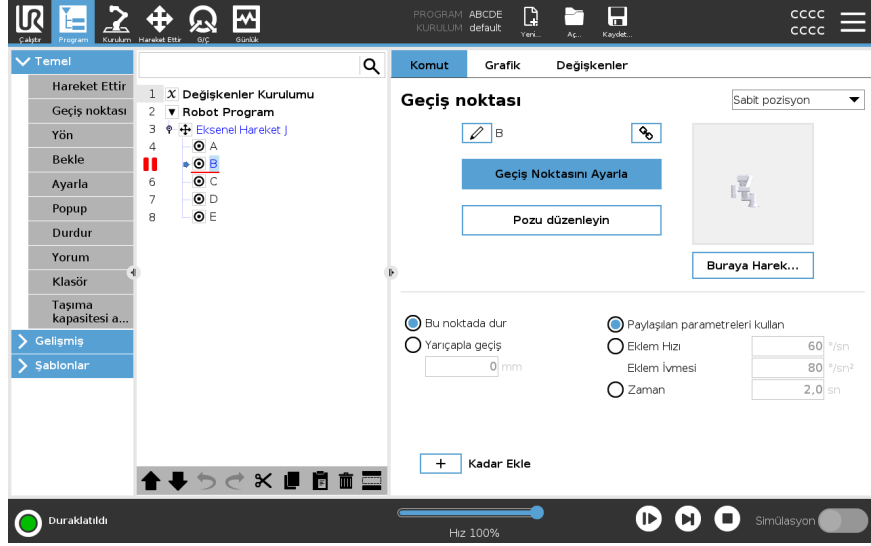 UR
PROGRAM ABCDE
KURULUM default
Çalıştır
Program
Kurulum
Hareket Ettir
G/Ç
Günlük
Yeni...
Aç...
Kaydet...
CCCC
CCCC
Temel
Hareket Ettir
Geçiş noktası
Yön
Bekle
Ayarla
Popup
Durdur
Yorum
Klasör
Taşıma
kapasitesi a...
Gelişmiş
Şablonlar
1 X Değişkenler Kurulumu
2 Robot Program
3 Eksenel Hareket J
4 A
B
6 C
7 D
8 E
Komut
Grafik
Değişkenler
Geçiş noktası
Sabit pozisyon
B
Geçiş Noktasını Ayarla
Pozu düzenleyin
Buraya Harek...
Bu noktada dur
Yarıçapla geçiş
0 mm
Paylaşılan parametreleri kullan
Eklem Hızı 60 °/sn
Eklem İvmesi 80 °/sn²
Zaman 2,0 sn
+ Kadar Ekle
Duraklatıldı
Hız 100%
Simülasyon